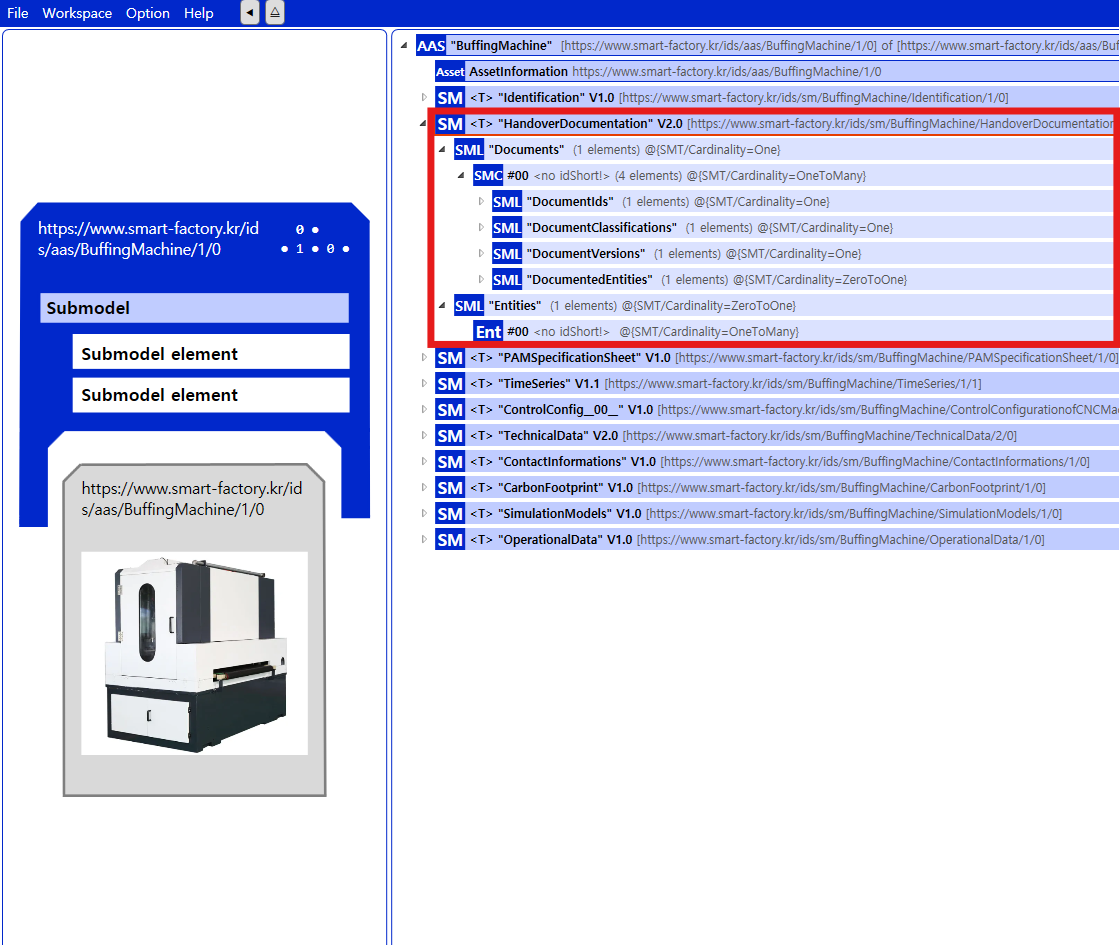 File Workspace Option Help ◄ △
https://www.smart-factory.kr/id
s/aas/BuffingMachine/1/0
0 ●
● 1 ● 0 ●
Submodel
Submodel element
Submodel element
https://www.smart-factory.kr/id
s/aas/BuffingMachine/1/0
AAS "BuffingMachine" [https://www.smart-factory.kr/ids/aas/BuffingMachine/1/0] of [https://www.smart-factory.kr/ids/aas/Buf
Asset AssetInformation https://www.smart-factory.kr/ids/aas/BuffingMachine/1/0
SM <T> "Identification" V1.0 [https://www.smart-factory.kr/ids/sm/BuffingMachine/Identification/1/0]
SM <T> "HandoverDocumentation" V2.0 [https://www.smart-factory.kr/ids/sm/BuffingMachine/HandoverDocumentation
SML "Documents" (1 elements) @{SMT/Cardinality=One}
SMC #00 <no idShort!> (4 elements) @{SMT/Cardinality=OneToMany}
SML "DocumentIds" (1 elements) @{SMT/Cardinality=One}
SML "DocumentClassifications" (1 elements) @{SMT/Cardinality=One}
SML "DocumentVersions" (1 elements) @{SMT/Cardinality=One}
SML "DocumentedEntities" (1 elements) @{SMT/Cardinality=ZeroToOne}
SML "Entities" (1 elements) @{SMT/Cardinality=ZeroToOne}
Ent #00 <no idShort!> @{SMT/Cardinality=OneToMany}
SM <T> "PAMSpecificationSheet" V1.0 [https://www.smart-factory.kr/ids/sm/BuffingMachine/PAMSpecificationSheet/1/0]
SM <T> "TimeSeries" V1.1 [https://www.smart-factory.kr/ids/sm/BuffingMachine/TimeSeries/1/1]
SM <T> "ControlConfig__00__" V1.0 [https://www.smart-factory.kr/ids/sm/BuffingMachine/ControlConfigurationofCNCMa
SM <T> "TechnicalData" V2.0 [https://www.smart-factory.kr/ids/sm/BuffingMachine/TechnicalData/2/0]
SM <T> "ContactInformations" V1.0 [https://www.smart-factory.kr/ids/sm/BuffingMachine/ContactInformations/1/0]
SM <T> "CarbonFootprint" V1.0 [https://www.smart-factory.kr/ids/sm/BuffingMachine/CarbonFootprint/1/0]
SM <T> "SimulationModels" V1.0 [https://www.smart-factory.kr/ids/sm/BuffingMachine/SimulationModels/1/0]
SM <T> "OperationalData" V1.0 [https://www.smart-factory.kr/ids/sm/BuffingMachine/OperationalData/1/0]